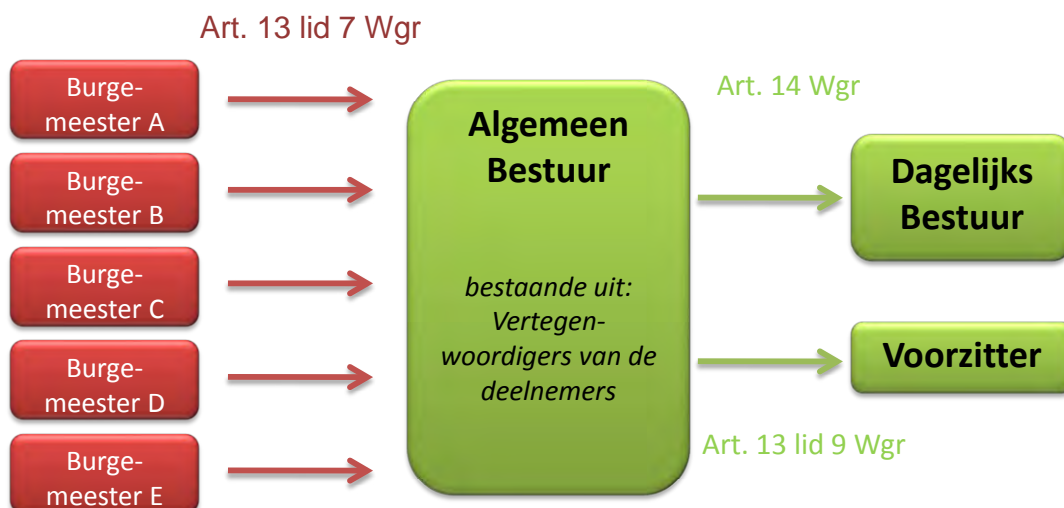 Art. 13 lid 7 Wgr
Burge-
meester A
Burge-
meester B
Burge-
meester C
Burge-
meester D
Burge-
meester E
Algemeen
Bestuur
bestaande uit:
Vertegen-
woordigers van de
deelnemers
Art. 14 Wgr
Dagelijks
Bestuur
Voorzitter
Art. 13 lid 9 Wgr